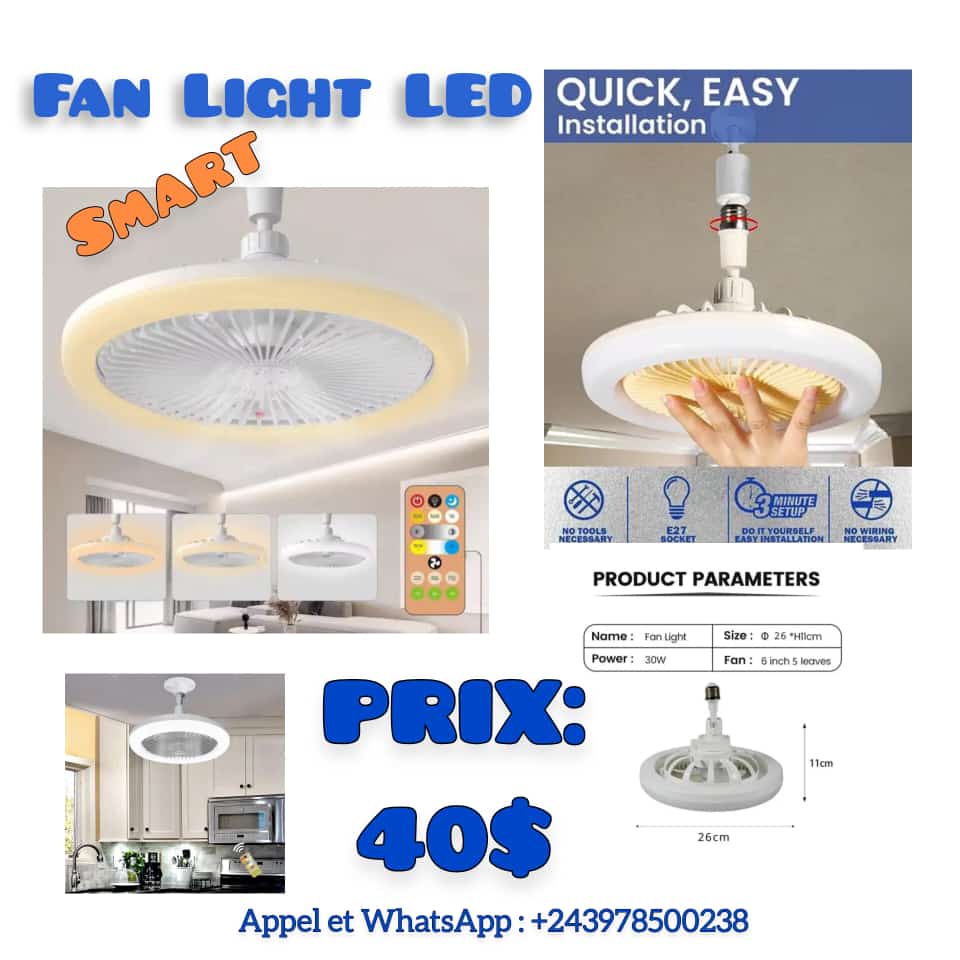 Fan Light LED
Smart
QUICK, EASY
Installation
NO TOOLS
NECESSARY
E27
SOCKET
3 MINUTE
SETUP
DO IT YOURSELF
EASY INSTALLATION
NO WIRING
NECESSARY
PRODUCT PARAMETERS
Name : Fan Light
Size : Φ 26 *H11cm
Power : 30W
Fan : 6 inch 5 leaves
11cm
26cm
PRIX:
40$
Appel et WhatsApp : +243978500238